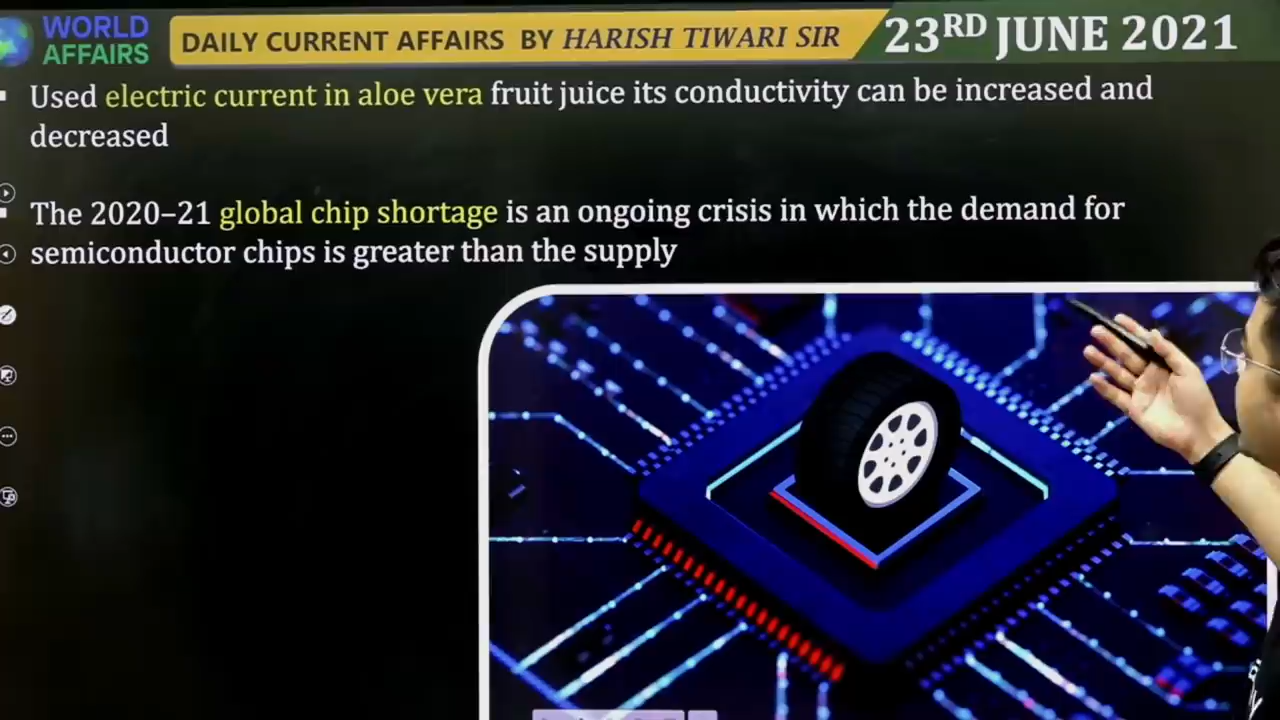 WORLD
AFFAIRS
DAILY CURRENT AFFAIRS BY HARISH TIWARI SIR
23RD JUNE 2021
Used electric current in aloe vera fruit juice its conductivity can be increased and
decreased
The 2020–21 global chip shortage is an ongoing crisis in which the demand for
semiconductor chips is greater than the supply